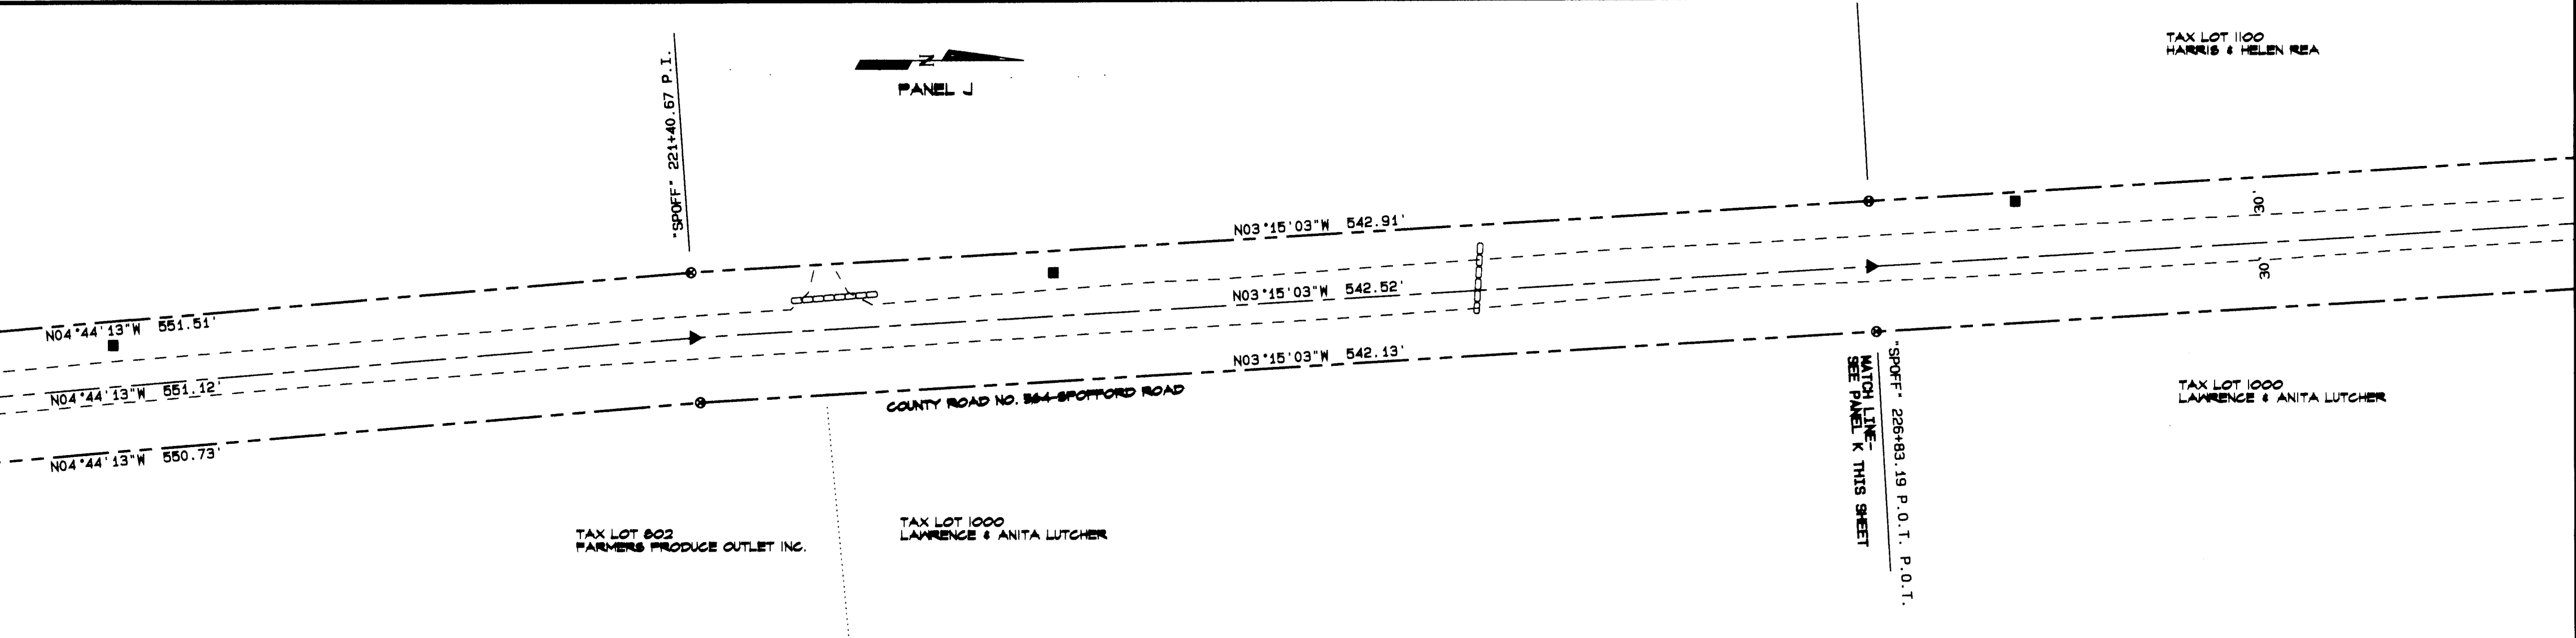 TAX LOT 1100
HARRIS & HELEN REA
"SPOFF" 221+40.67 P.I.
N
PANEL J
N03°15'03"W 542.91'
30'
N03°15'03"W 542.52'
30'
N04°44'13"W 551.51'
N03°15'03"W 542.13'
N04°44'13"W 551.12'
COUNTY ROAD NO. 564-SPOFFORD ROAD
N04°44'13"W 550.73'
MATCH LINE-
SEE PANEL K THIS SHEET
"SPOFF" 226+83.19 P.O.T. P.O.T.
TAX LOT 1000
LAWRENCE & ANITA LUTCHER
TAX LOT 802
FARMERS PRODUCE OUTLET INC.
TAX LOT 1000
LAWRENCE & ANITA LUTCHER